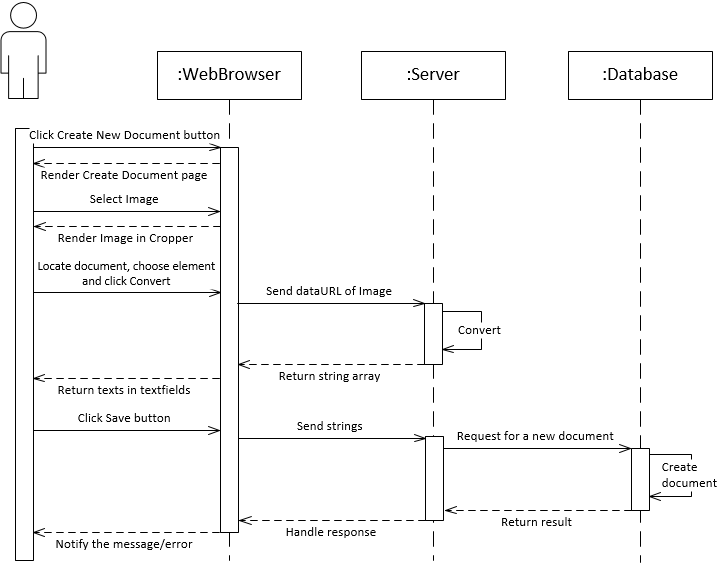 :WebBrowser
:Server
:Database
Click Create New Document button
Render Create Document page
Select Image
Render Image in Cropper
Locate document, choose element
and click Convert
Send dataURL of Image
Convert
Return string array
Return texts in textfields
Click Save button
Send strings
Request for a new document
Create
document
Return result
Handle response
Notify the message/error